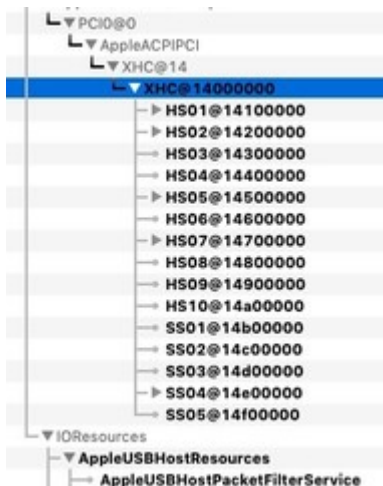 PCI0@0
AppleACPIPCI
XHC@14
XHC@14000000
HS01@14100000
HS02@14200000
HS03@14300000
HS04@14400000
HS05@14500000
HS06@14600000
HS07@14700000
HS08@14800000
HS09@14900000
HS10@14a00000
SS01@14b00000
SS02@14c00000
SS03@14d00000
SS04@14e00000
SS05@14f00000
IOResources
AppleUSBHostResources
AppleUSBHostPacketFilterService